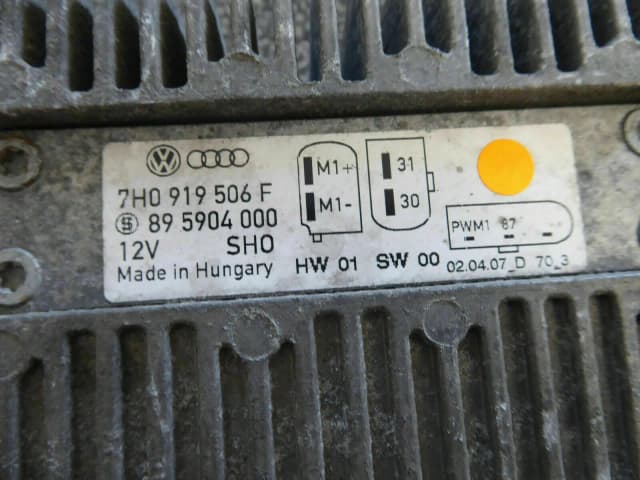 7H0 919 506 F
89 5904 000
12V SHO
Made in Hungary
M1+
M1-
HW 01
31
30
SW 00
PWM1 87
02.04.07_D 70_3